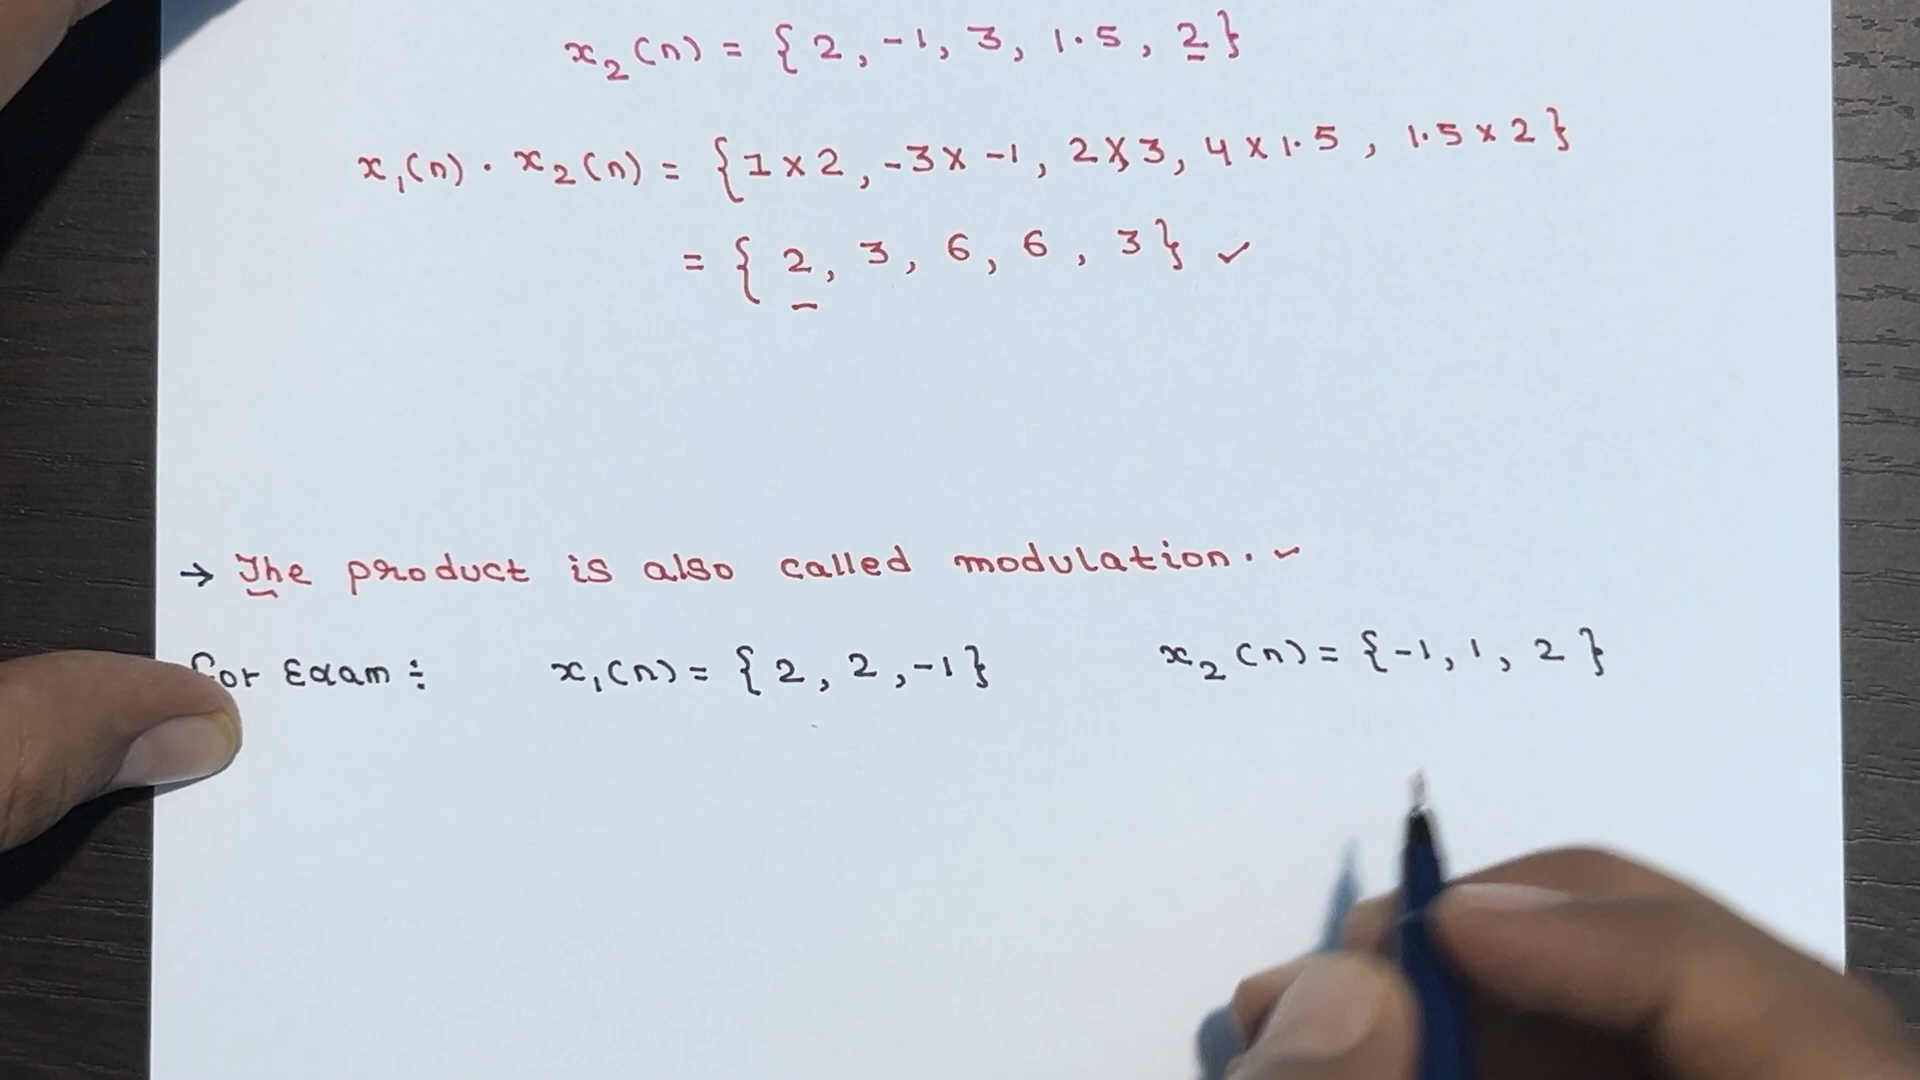 x₂(n) = {2, -1, 3, 1.5, 2}
x₁(n) · x₂(n) = {1 × 2, -3 × -1, 2 × 3, 4 × 1.5, 1.5 × 2}
= {2, 3, 6, 6, 3} ✓
→ The product is also called modulation. ✓
For Exam : x₁(n) = {2, 2, -1} x₂(n) = {-1, 1, 2}